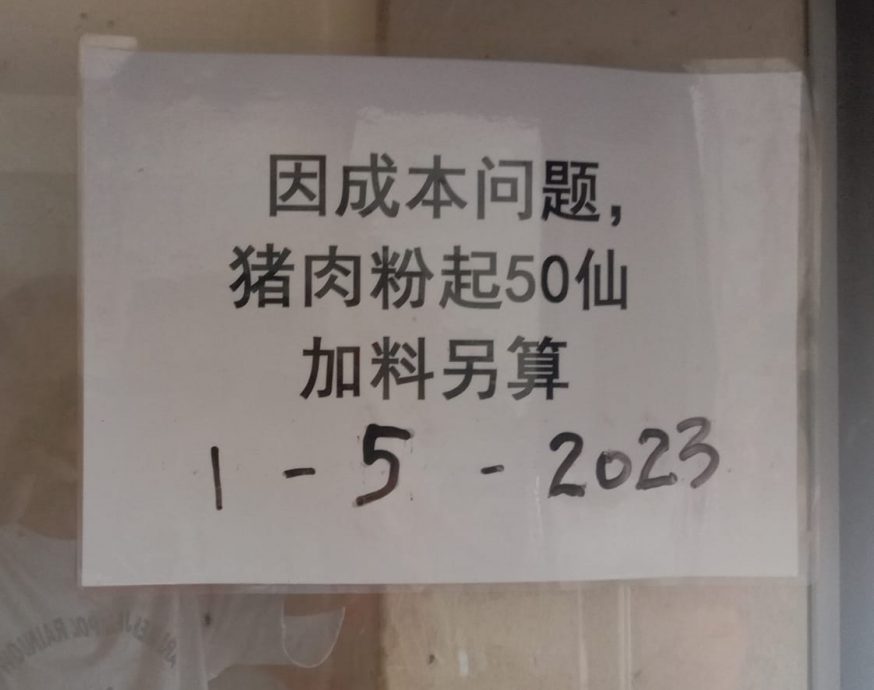 因成本问题,
猪肉粉起50仙
加料另算
1 - 5 - 2023